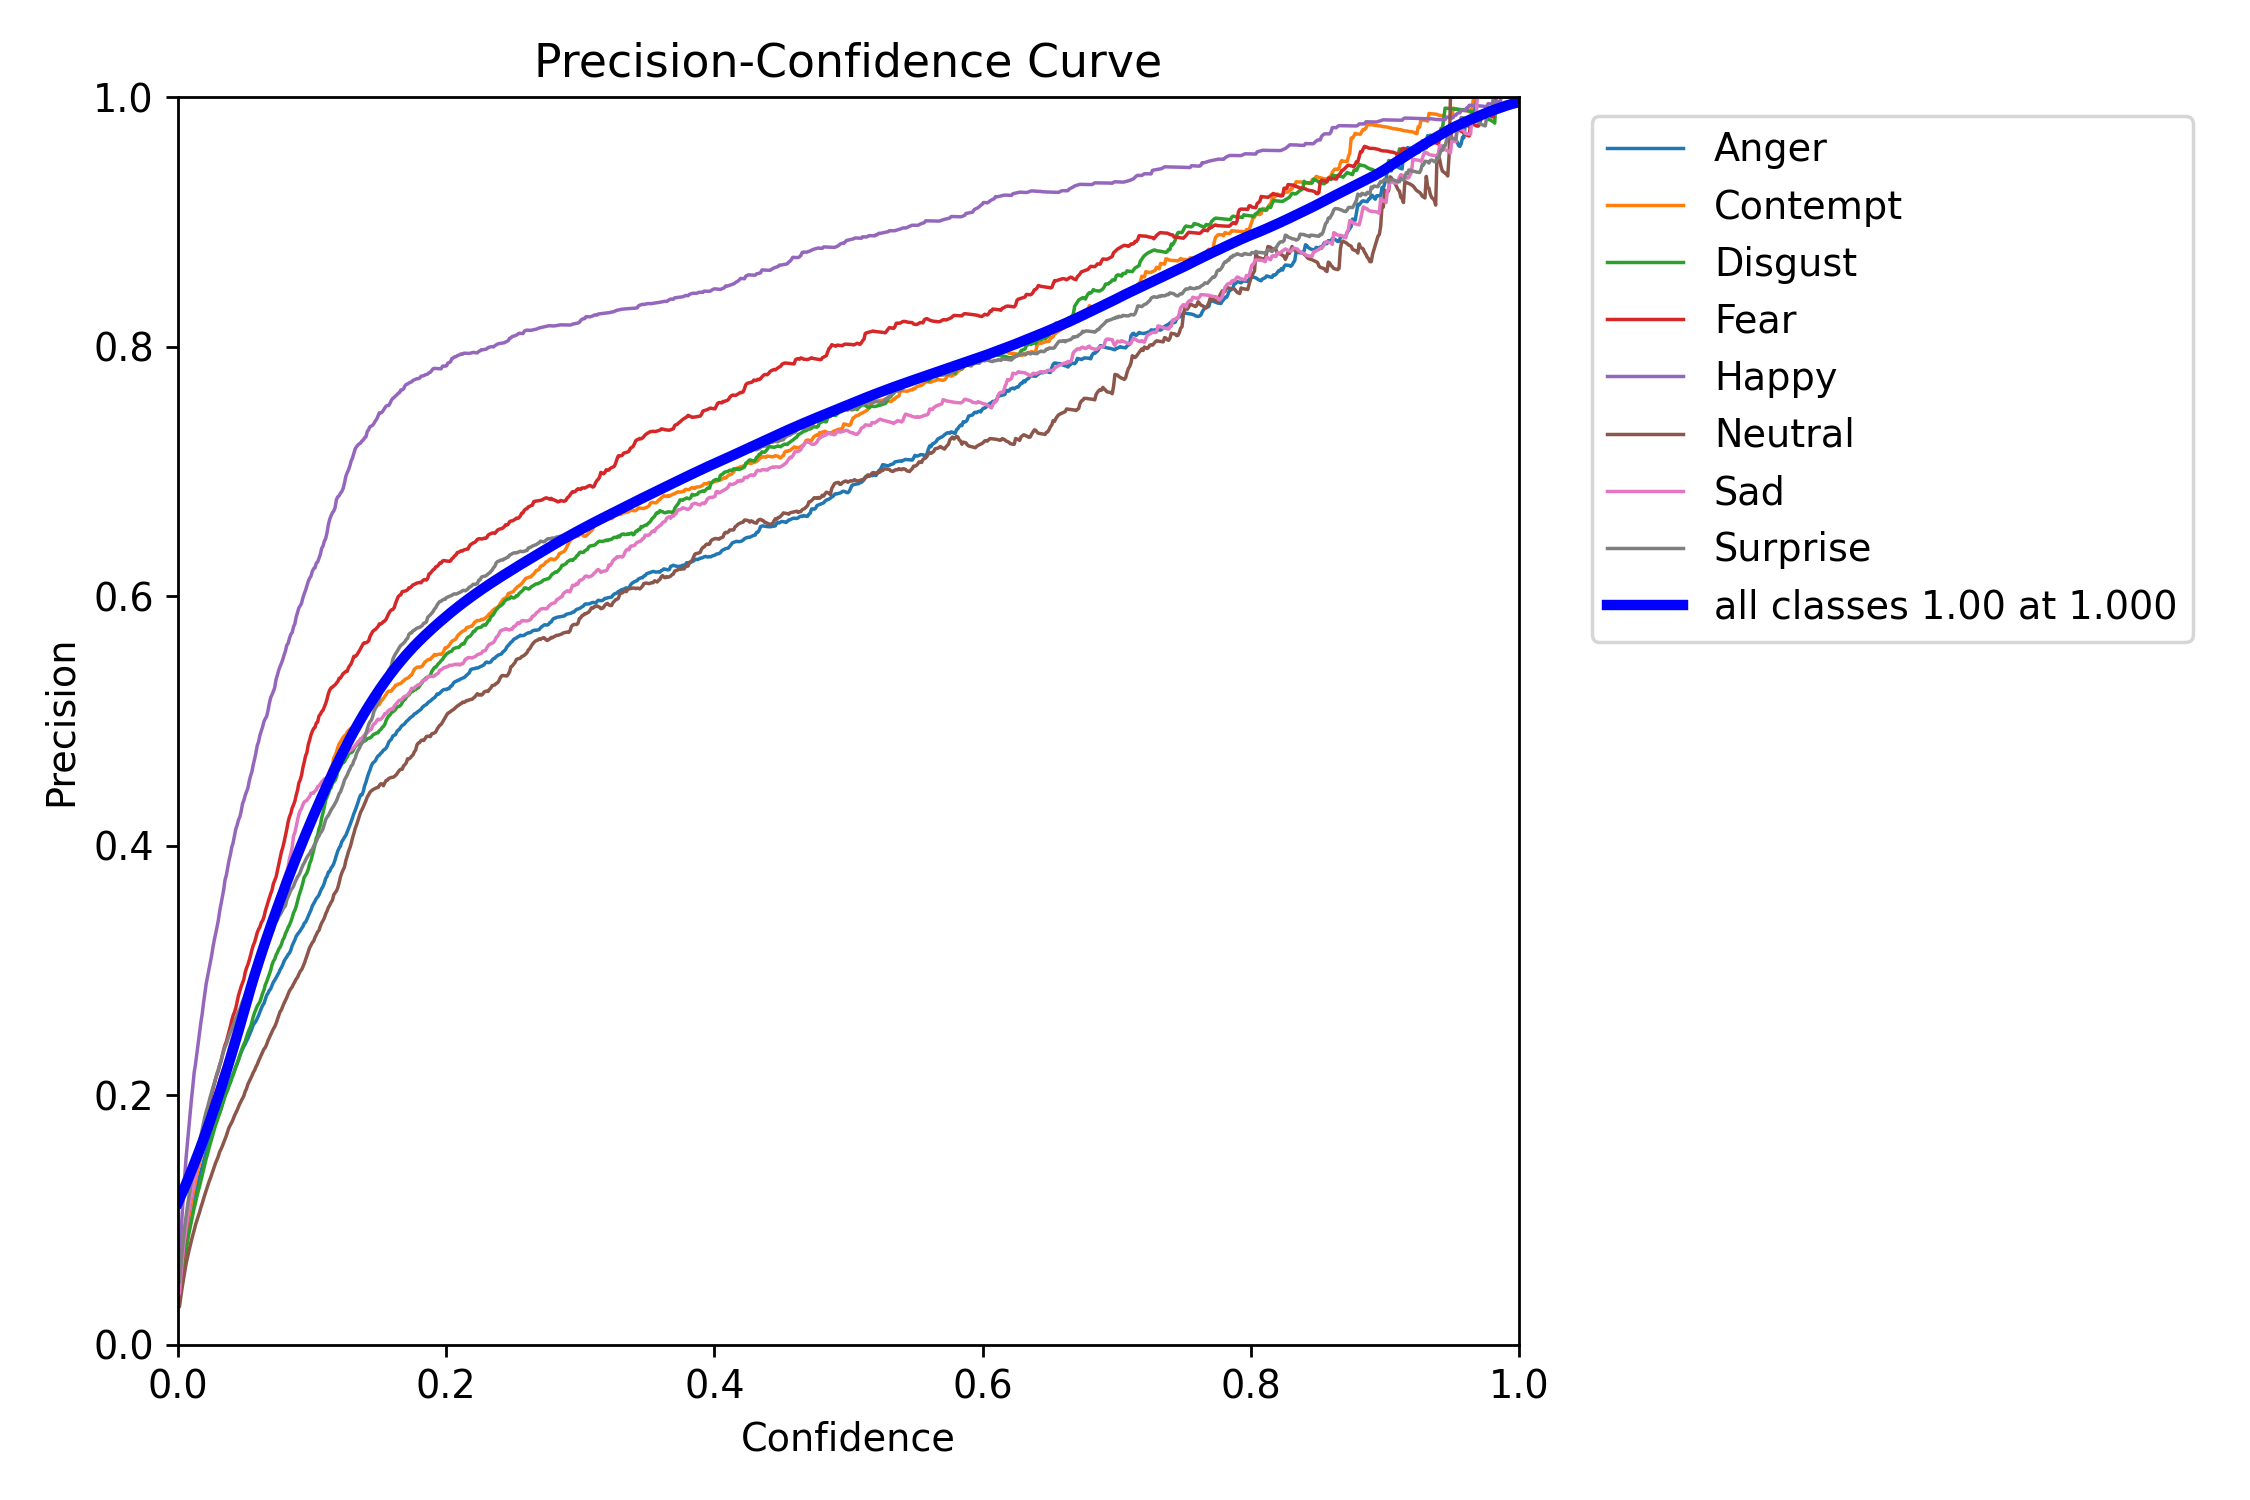 Precision-Confidence Curve
1.0
0.8
0.6
0.4
0.2
0.0
Precision
0.0 0.2 0.4 0.6 0.8 1.0
Confidence
Anger
Contempt
Disgust
Fear
Happy
Neutral
Sad
Surprise
all classes 1.00 at 1.000